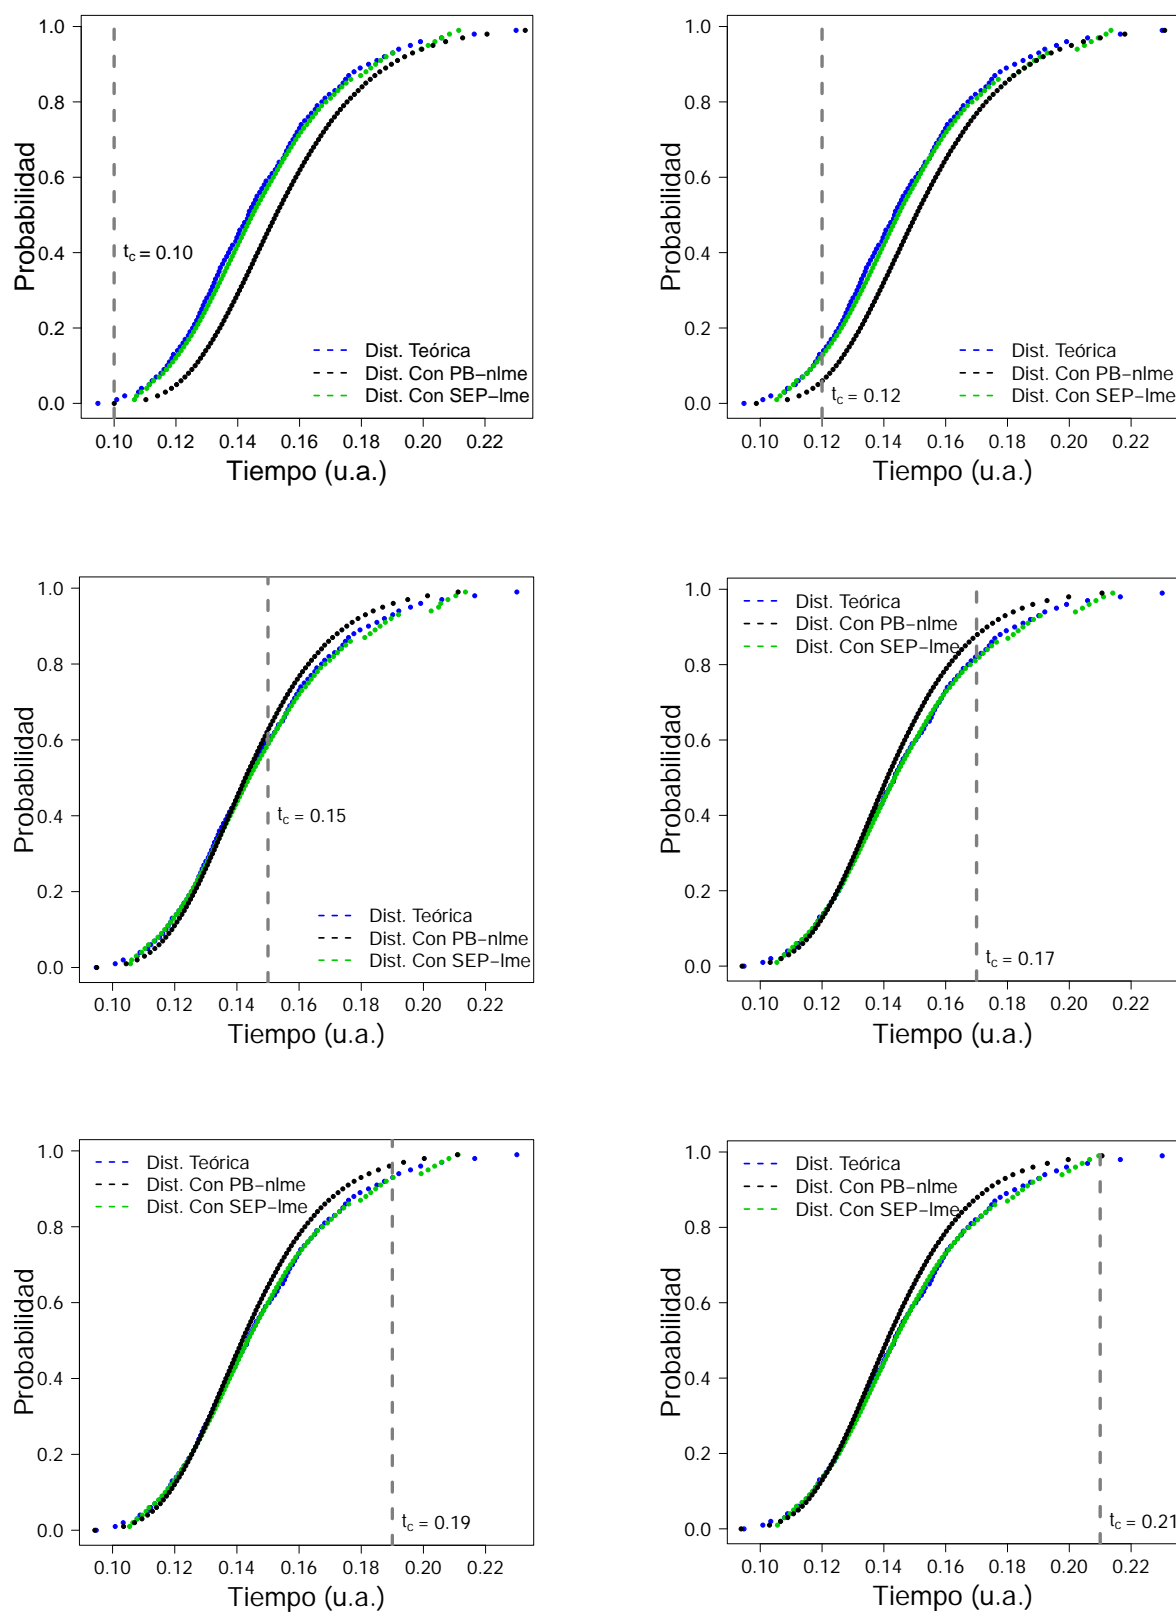 1.0
0.8
0.6
0.4
0.2
0.0
Probabilidad
t_c = 0.10
Dist. Teórica
Dist. Con PB−nlme
Dist. Con SEP−lme
0.10 0.12 0.14 0.16 0.18 0.20 0.22
Tiempo (u.a.)
1.0
0.8
0.6
0.4
0.2
0.0
Probabilidad
Dist. Teórica
Dist. Con PB−nlme
Dist. Con SEP−lme
t_c = 0.12
0.10 0.12 0.14 0.16 0.18 0.20 0.22
Tiempo (u.a.)
1.0
0.8
0.6
0.4
0.2
0.0
Probabilidad
t_c = 0.15
Dist. Teórica
Dist. Con PB−nlme
Dist. Con SEP−lme
0.10 0.12 0.14 0.16 0.18 0.20 0.22
Tiempo (u.a.)
1.0
0.8
0.6
0.4
0.2
0.0
Probabilidad
Dist. Teórica
Dist. Con PB−nlme
Dist. Con SEP−lme
t_c = 0.17
0.10 0.12 0.14 0.16 0.18 0.20 0.22
Tiempo (u.a.)
1.0
0.8
0.6
0.4
0.2
0.0
Probabilidad
Dist. Teórica
Dist. Con PB−nlme
Dist. Con SEP−lme
t_c = 0.19
0.10 0.12 0.14 0.16 0.18 0.20 0.22
Tiempo (u.a.)
1.0
0.8
0.6
0.4
0.2
0.0
Probabilidad
Dist. Teórica
Dist. Con PB−nlme
Dist. Con SEP−lme
t_c = 0.21
0.10 0.12 0.14 0.16 0.18 0.20 0.22
Tiempo (u.a.)